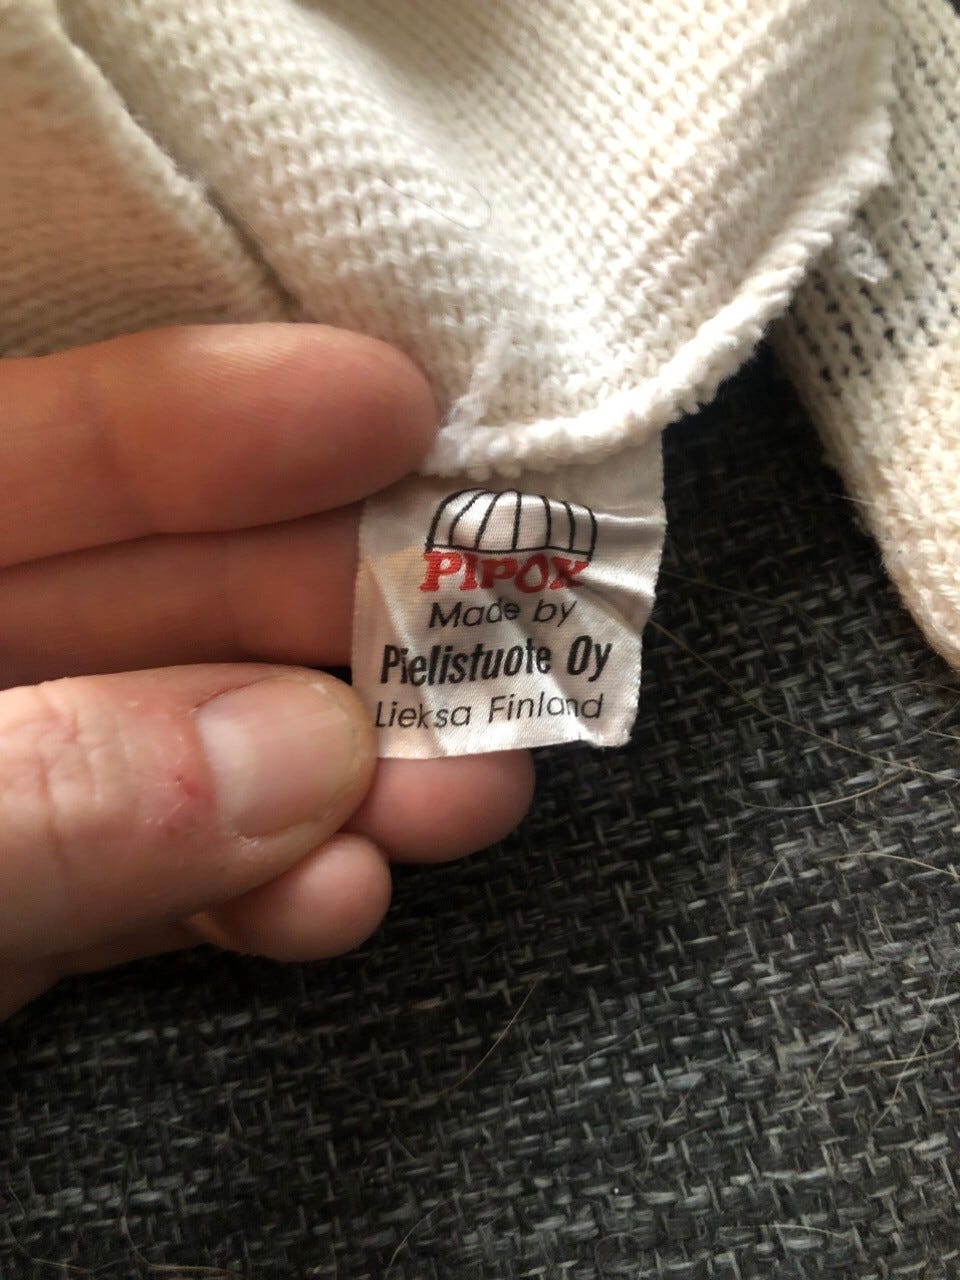 PIPOX
Made by
Pielistuote Oy
Lieksa Finland